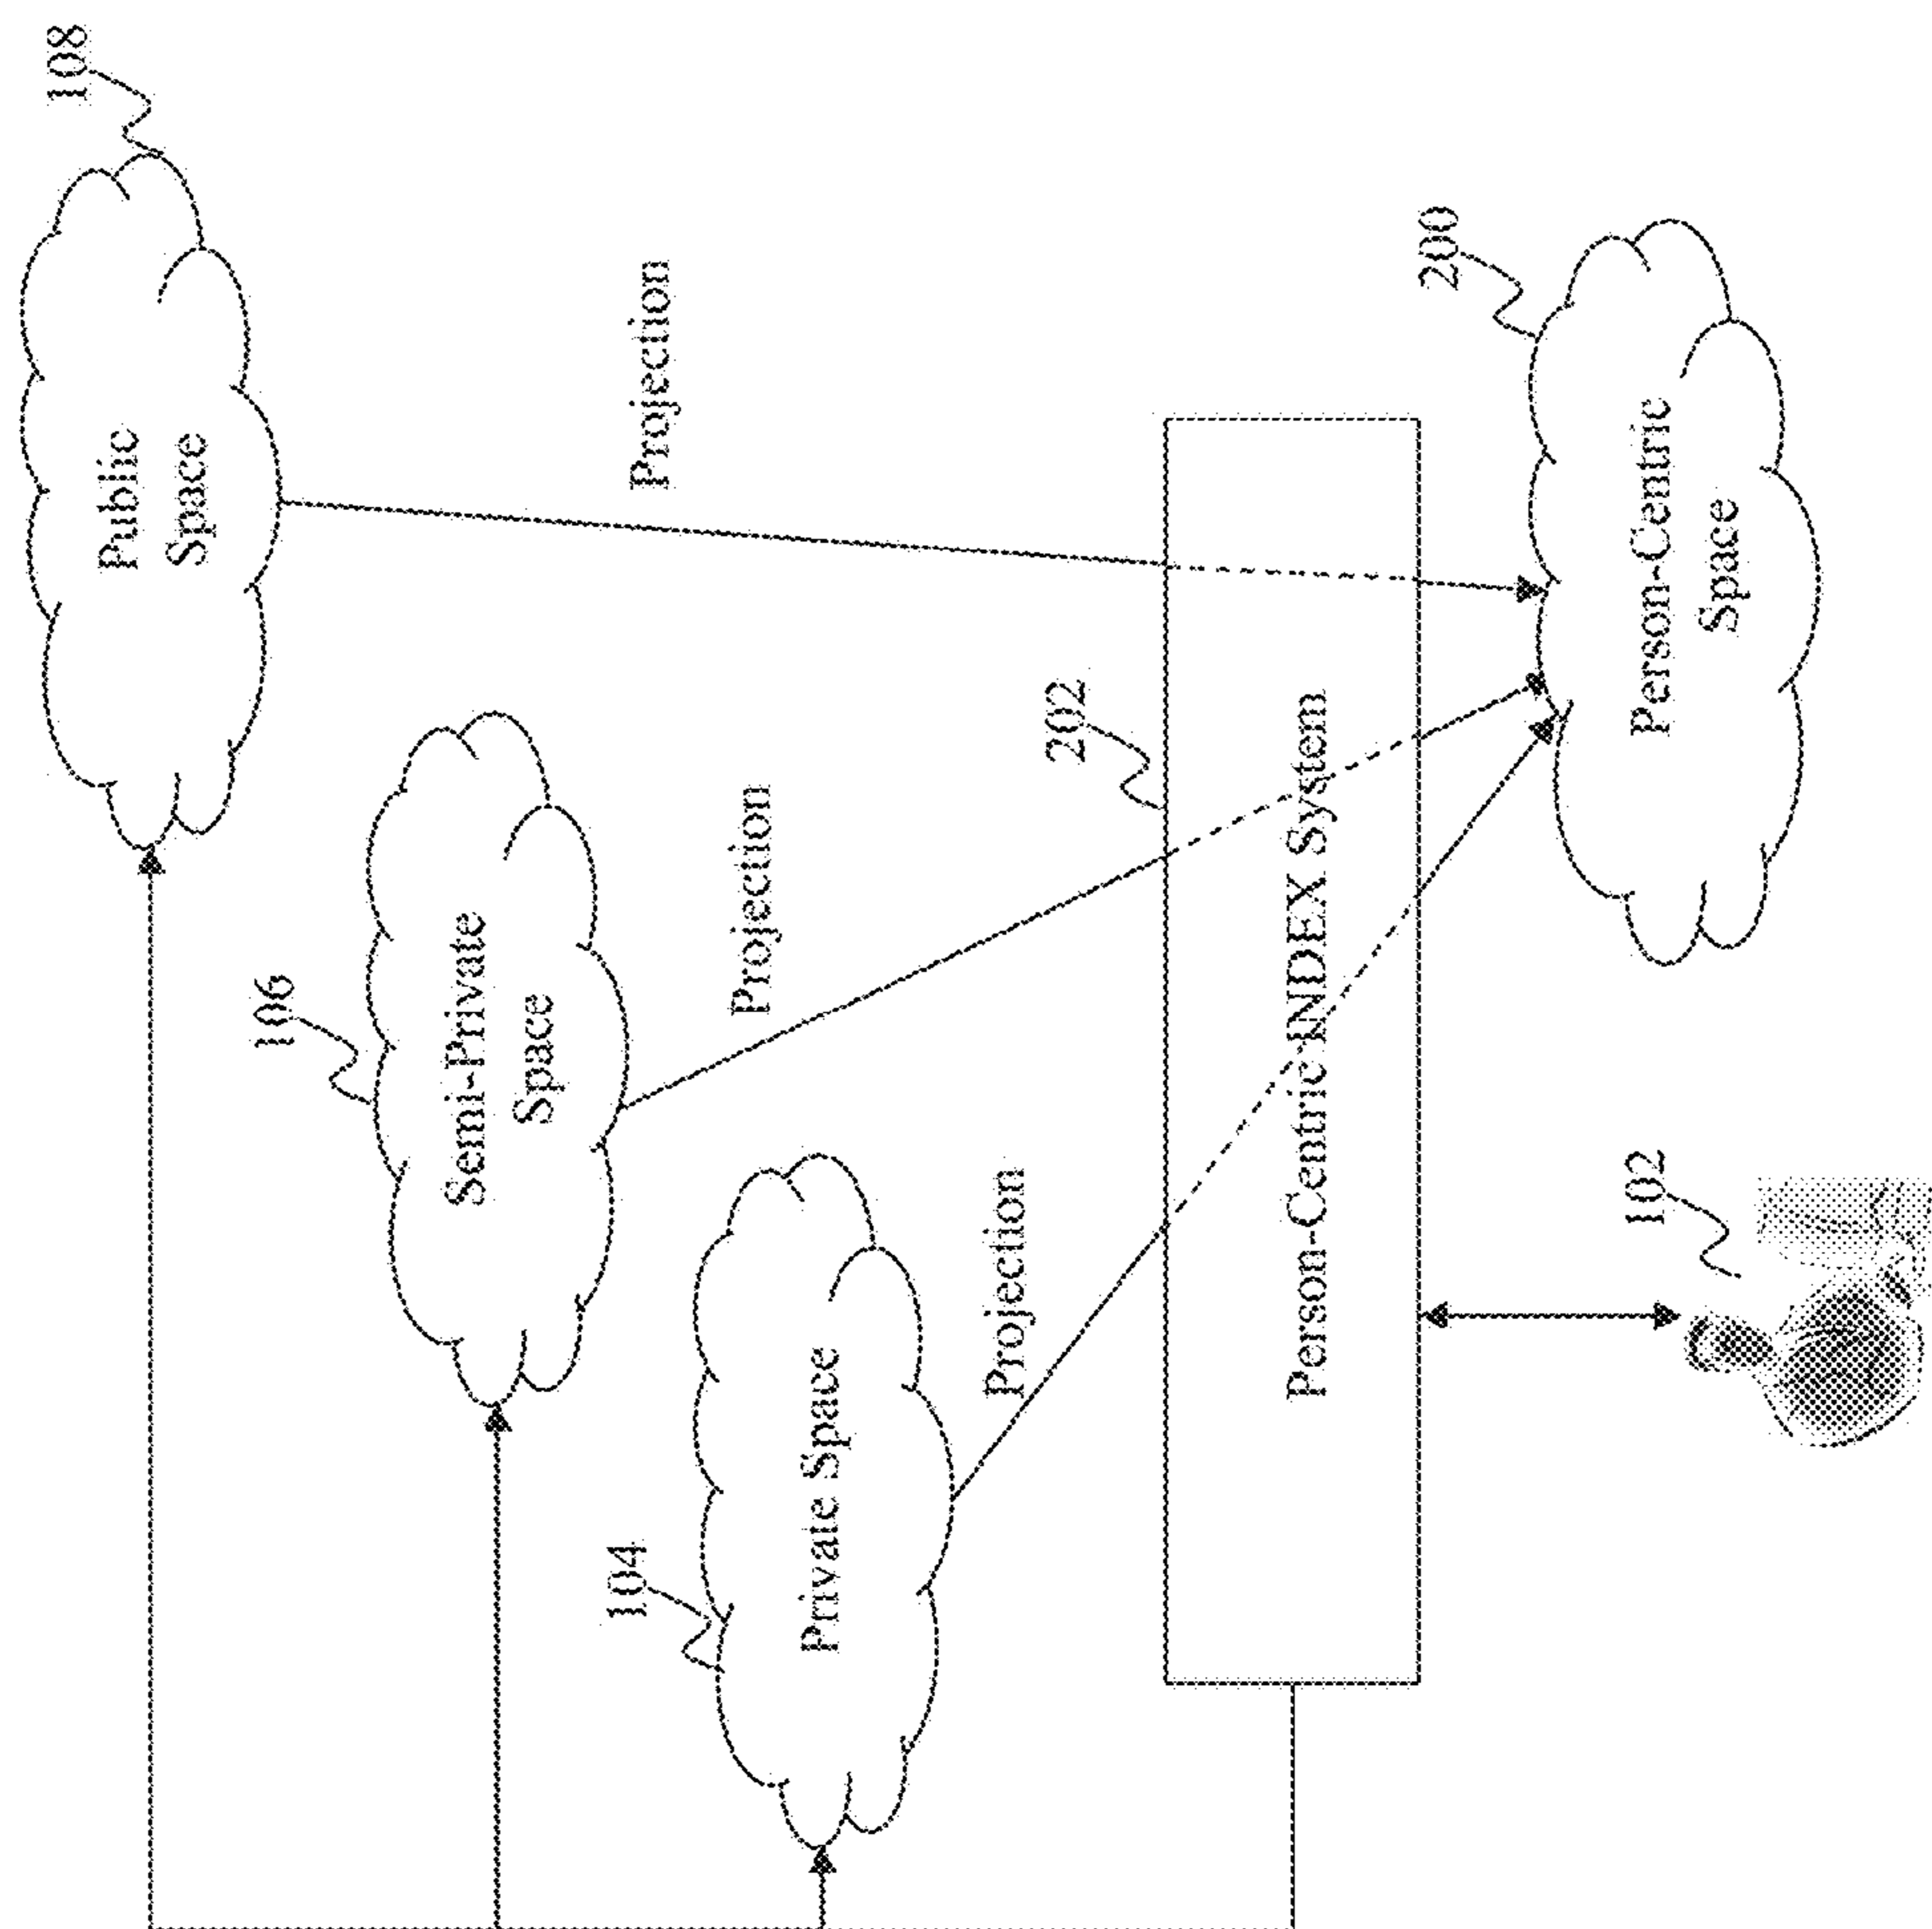 108
Public
Space
106
Semi-Private
Space
Projection
104
Private Space
Projection
Projection
202
Person-Centric INDEX System
200
Person-Centric
Space
102